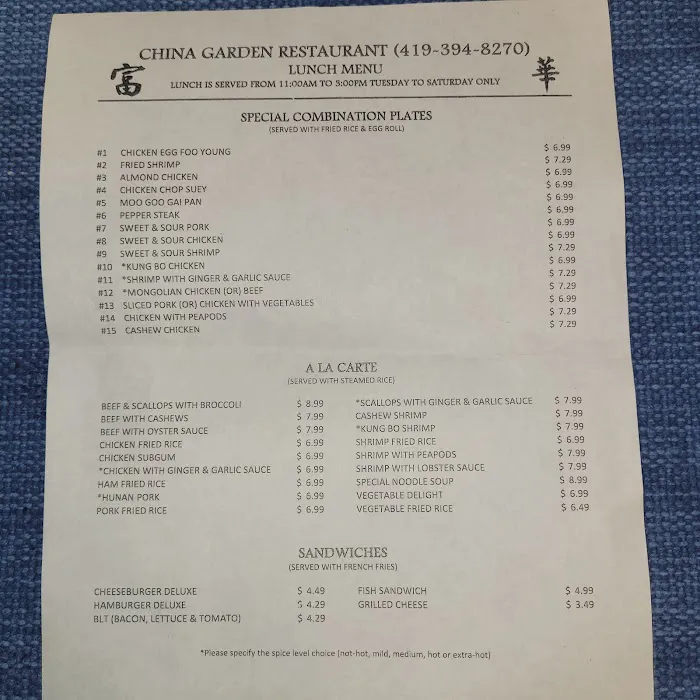 CHINA GARDEN RESTAURANT (419-394-8270)
LUNCH MENU
LUNCH IS SERVED FROM 11:00AM TO 3:00PM TUESDAY TO SATURDAY ONLY
富 華
SPECIAL COMBINATION PLATES
(SERVED WITH FRIED RICE & EGG ROLL)
#1 CHICKEN EGG FOO YOUNG $ 6.99
#2 FRIED SHRIMP $ 7.29
#3 ALMOND CHICKEN $ 6.99
#4 CHICKEN CHOP SUEY $ 6.99
#5 MOO GOO GAI PAN $ 6.99
#6 PEPPER STEAK $ 6.99
#7 SWEET & SOUR PORK $ 6.99
#8 SWEET & SOUR CHICKEN $ 6.99
#9 SWEET & SOUR SHRIMP $ 7.29
#10 *KUNG BO CHICKEN $ 6.99
#11 *SHRIMP WITH GINGER & GARLIC SAUCE $ 7.29
#12 *MONGOLIAN CHICKEN (OR) BEEF $ 7.29
#13 SLICED PORK (OR) CHICKEN WITH VEGETABLES $ 6.99
#14 CHICKEN WITH PEAPODS $ 7.29
#15 CASHEW CHICKEN $ 7.29
A LA CARTE
(SERVED WITH STEAMED RICE)
BEEF & SCALLOPS WITH BROCCOLI $ 8.99
BEEF WITH CASHEWS $ 7.99
BEEF WITH OYSTER SAUCE $ 7.99
CHICKEN FRIED RICE $ 6.99
CHICKEN SUBGUM $ 6.99
*CHICKEN WITH GINGER & GARLIC SAUCE $ 6.99
HAM FRIED RICE $ 6.99
*HUNAN PORK $ 6.99
PORK FRIED RICE $ 6.99
*SCALLOPS WITH GINGER & GARLIC SAUCE $ 7.99
CASHEW SHRIMP $ 7.99
*KUNG BO SHRIMP $ 7.99
SHRIMP FRIED RICE $ 6.99
SHRIMP WITH PEAPODS $ 7.99
SHRIMP WITH LOBSTER SAUCE $ 7.99
SPECIAL NOODLE SOUP $ 8.99
VEGETABLE DELIGHT $ 6.99
VEGETABLE FRIED RICE $ 6.49
SANDWICHES
(SERVED WITH FRENCH FRIES)
CHEESEBURGER DELUXE $ 4.49
HAMBURGER DELUXE $ 4.29
BLT (BACON, LETTUCE & TOMATO) $ 4.29
FISH SANDWICH $ 4.99
GRILLED CHEESE $ 3.49
*Please specify the spice level choice (not-hot, mild, medium, hot or extra-hot)